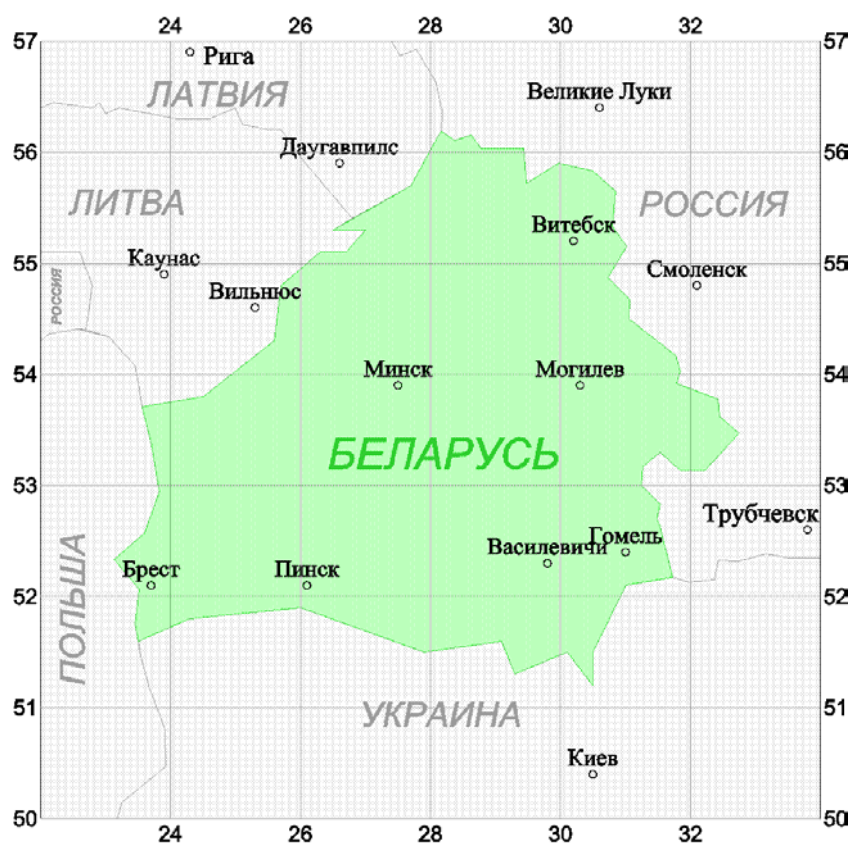 24 26 28 30 32
57 57
Рига
ЛАТВИЯ
Великие Луки
56 56
Даугавпилс
ЛИТВА
РОССИЯ
Витебск
55 55
Каунас
Смоленск
РОССИЯ
Вильнюс
54 54
Минск
Могилев
БЕЛАРУСЬ
53 53
Трубчевск
Гомель
Василевичи
ПОЛЬША
Брест
Пинск
52 52
51 51
УКРАИНА
Киев
50 50
24 26 28 30 32